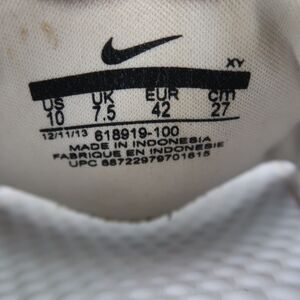 XY
US UK EUR cm
10 7.5 42 27
12/11/13 618919-100
MADE IN INDONESIA
FABRIQUE EN INDONESIE
UPC 88722979701615